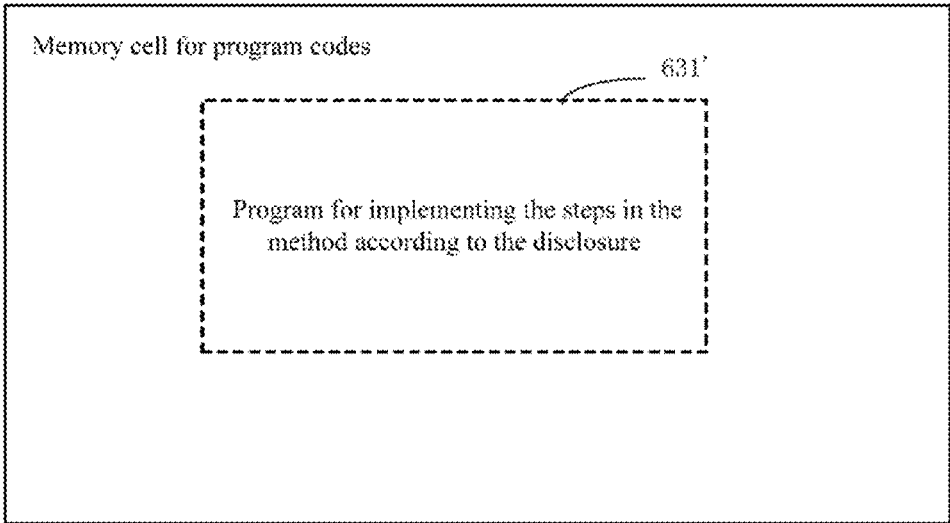 Memory cell for program codes
631'
Program for implementing the steps in the
method according to the disclosure